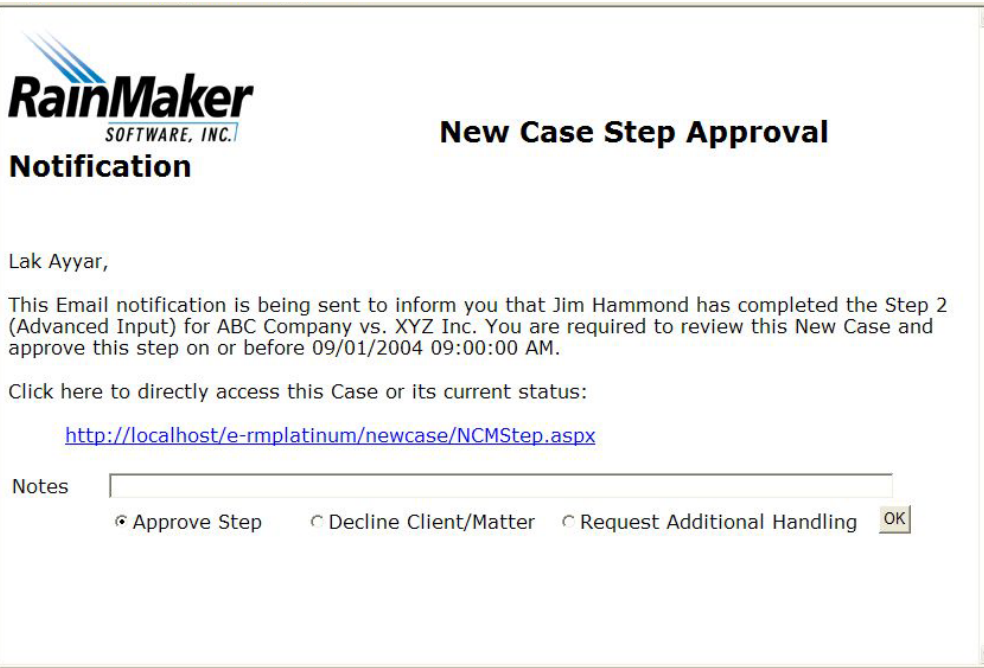 RainMaker
SOFTWARE, INC.
New Case Step Approval
Notification
Lak Ayyar,
This Email notification is being sent to inform you that Jim Hammond has completed the Step 2
(Advanced Input) for ABC Company vs. XYZ Inc. You are required to review this New Case and
approve this step on or before 09/01/2004 09:00:00 AM.
Click here to directly access this Case or its current status:
http://localhost/e-rmplatinum/newcase/NCMStep.aspx
Notes
Approve Step Decline Client/Matter Request Additional Handling OK